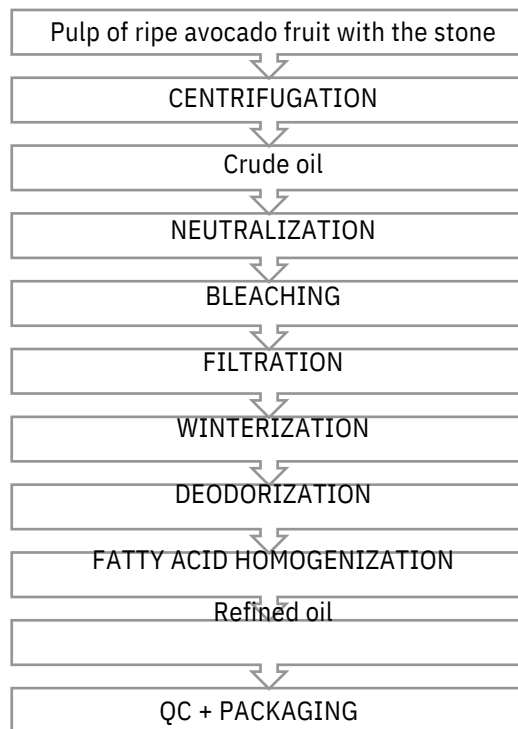 Pulp of ripe avocado fruit with the stone
CENTRIFUGATION
Crude oil
NEUTRALIZATION
BLEACHING
FILTRATION
WINTERIZATION
DEODORIZATION
FATTY ACID HOMOGENIZATION
Refined oil
QC + PACKAGING